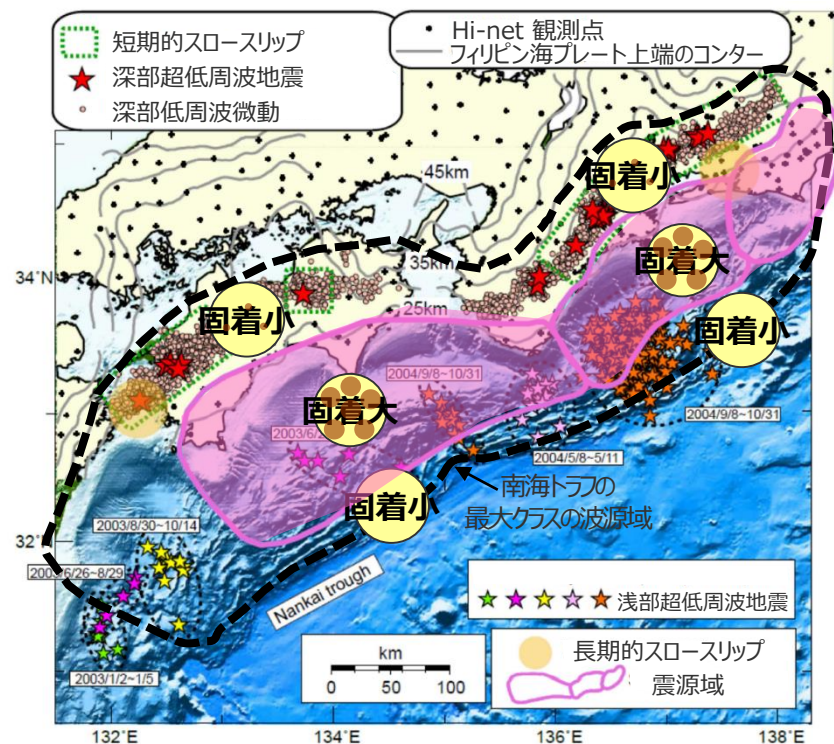 短期的スロースリップ
深部超低周波地震
深部低周波微動
Hi-net 観測点
フィリピン海プレート上端のコンター
固着小
45km
34°N
35km
固着大
25km
固着小
固着小
2004/9/8~10/31
固着大
2003/6/2
2004/9/8~10/31
2004/5/8~5/11
固着小
南海トラフの
最大クラスの波源域
2003/8/30~10/14
32°N
6/26~8/29
Nankai trough
浅部超低周波地震
km
0 50 100
2003/1/2~1/5
長期的スロースリップ
震源域
132°E
134°E
136°E
138°E